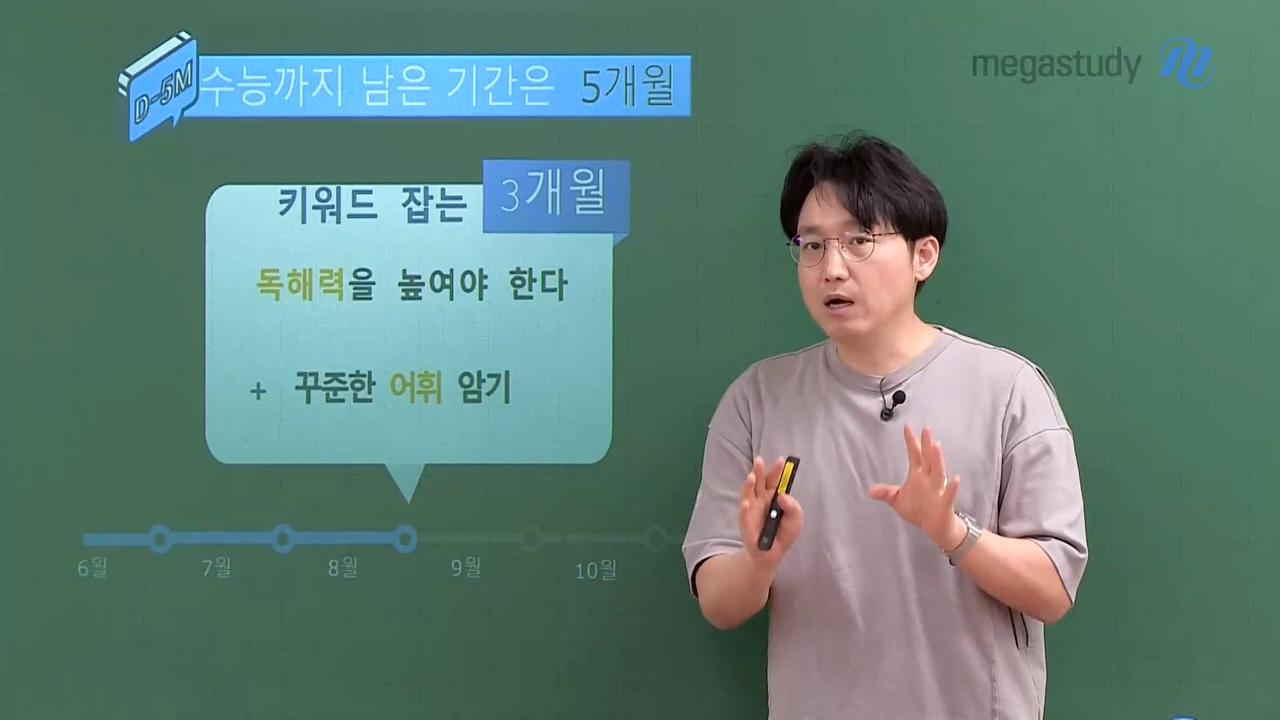 megastudy
D-5M
수능까지 남은 기간은 5개월
키워드 잡는 3개월
독해력을 높여야 한다
+ 꾸준한 어휘 암기
6월 7월 8월 9월 10월